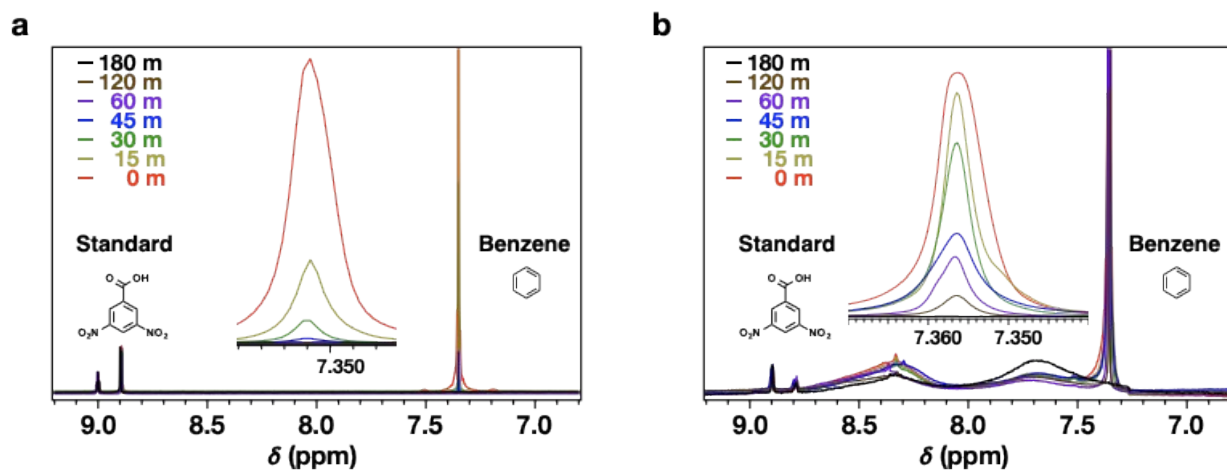 a
180 m
120 m
60 m
45 m
30 m
15 m
0 m
Standard
O
OH
O₂N
NO₂
Benzene
7.350
9.0 8.5 8.0 7.5 7.0
δ (ppm)
b
180 m
120 m
60 m
45 m
30 m
15 m
0 m
Standard
O
OH
O₂N
NO₂
Benzene
7.360 7.350
9.0 8.5 8.0 7.5 7.0
δ (ppm)